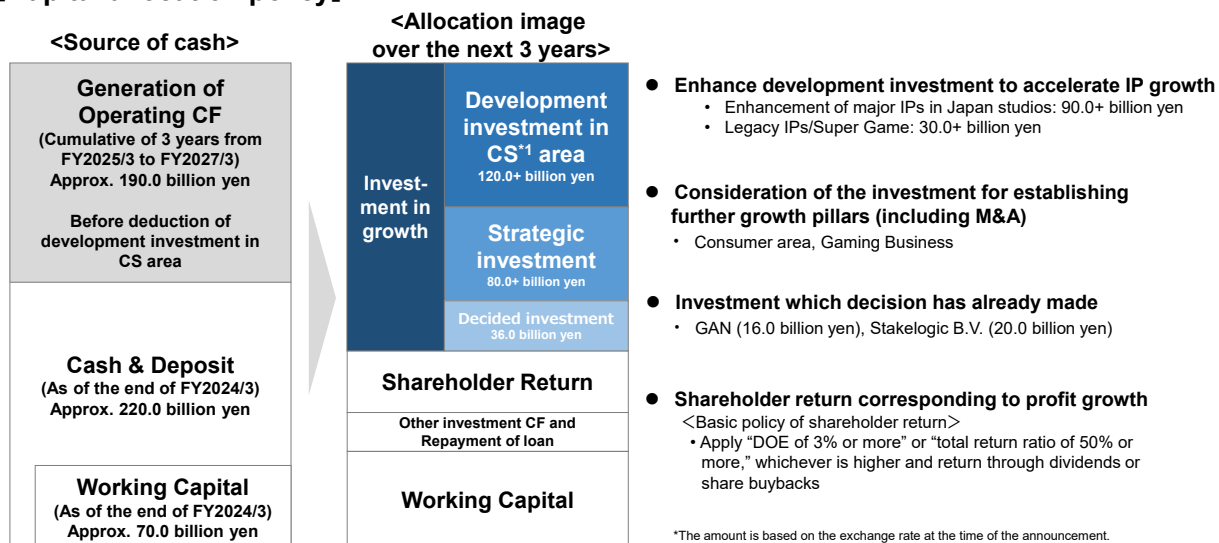 <Source of cash>
Generation of
Operating CF
(Cumulative of 3 years from
FY2025/3 to FY2027/3)
Approx. 190.0 billion yen
Before deduction of
development investment in
CS area
Cash & Deposit
(As of the end of FY2024/3)
Approx. 220.0 billion yen
Working Capital
(As of the end of FY2024/3)
Approx. 70.0 billion yen
<Allocation image
over the next 3 years>
Invest-
ment in
growth
Development
investment in
CS*1 area
120.0+ billion yen
Strategic
investment
80.0+ billion yen
Decided investment
36.0 billion yen
Shareholder Return
Other investment CF and
Repayment of loan
Working Capital
● Enhance development investment to accelerate IP growth
• Enhancement of major IPs in Japan studios: 90.0+ billion yen
• Legacy IPs/Super Game: 30.0+ billion yen
● Consideration of the investment for establishing
further growth pillars (including M&A)
• Consumer area, Gaming Business
● Investment which decision has already made
• GAN (16.0 billion yen), Stakelogic B.V. (20.0 billion yen)
● Shareholder return corresponding to profit growth
＜Basic policy of shareholder return＞
• Apply “DOE of 3% or more” or “total return ratio of 50% or
more,” whichever is higher and return through dividends or
share buybacks
*The amount is based on the exchange rate at the time of the announcement.